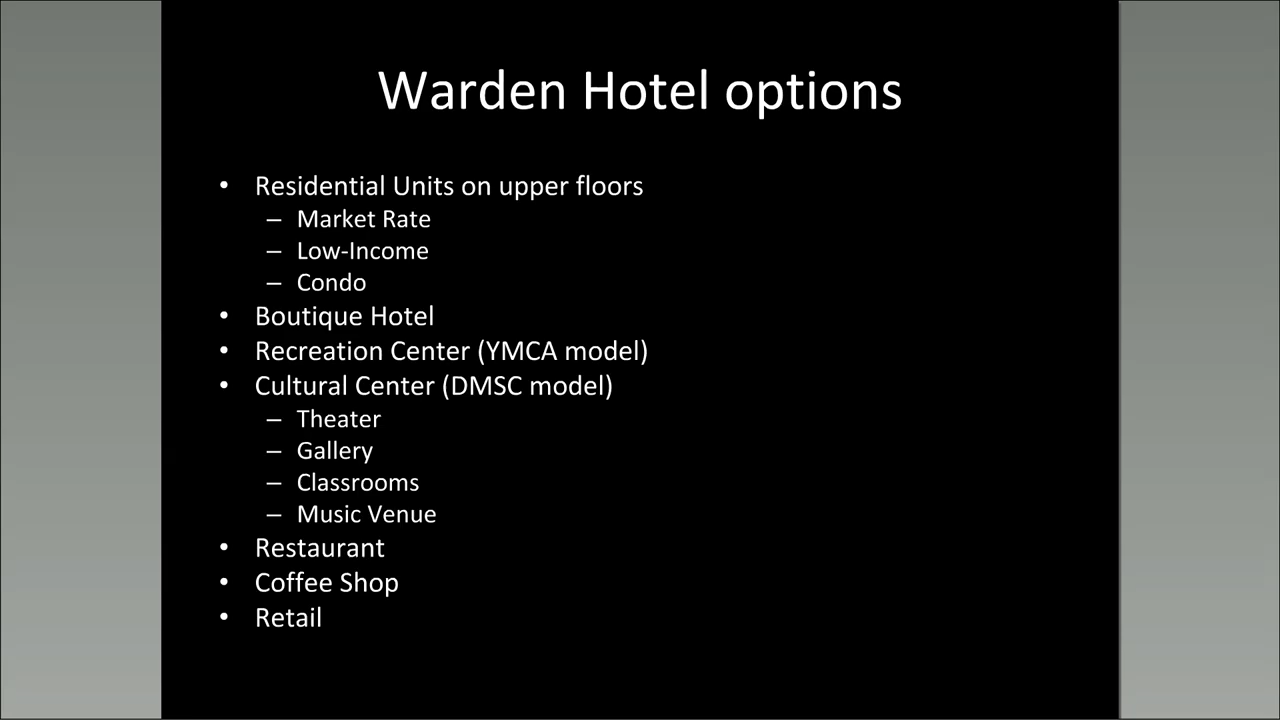 Warden Hotel options
• Residential Units on upper floors
– Market Rate
– Low-Income
– Condo
• Boutique Hotel
• Recreation Center (YMCA model)
• Cultural Center (DMSC model)
– Theater
– Gallery
– Classrooms
– Music Venue
• Restaurant
• Coffee Shop
• Retail